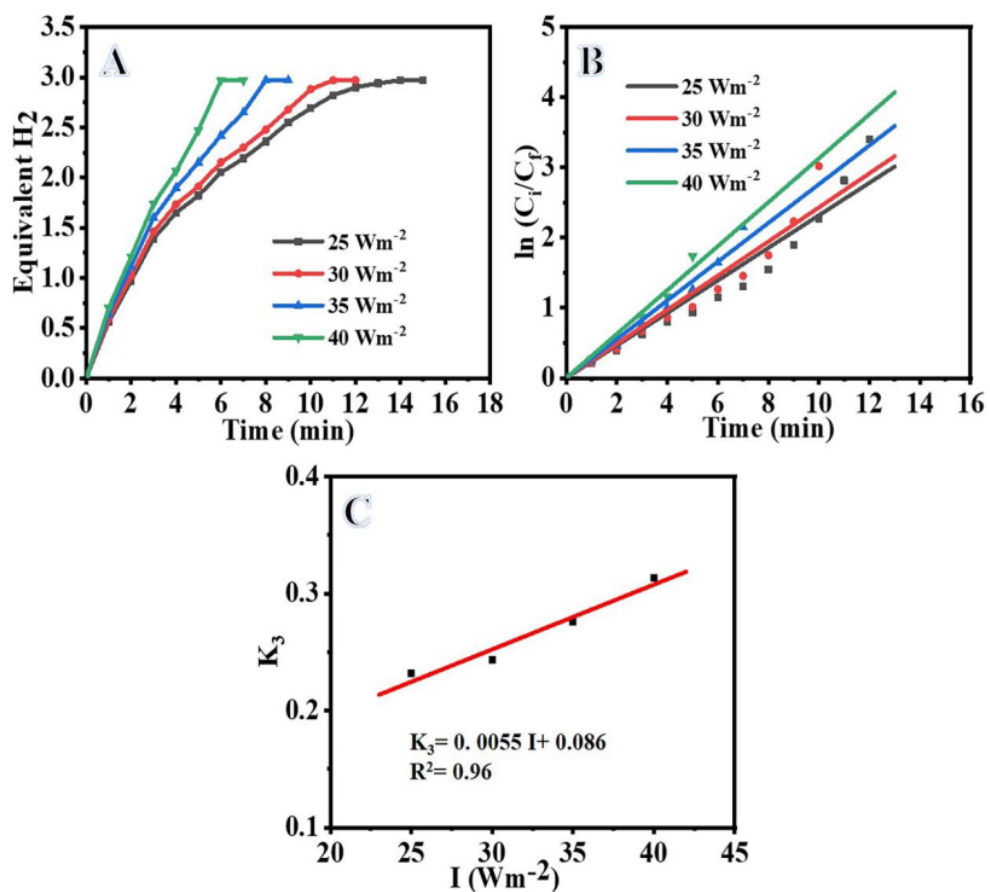 A
3.5
3.0
2.5
2.0
1.5
1.0
0.5
0.0
Equivalent H₂
25 Wm⁻²
30 Wm⁻²
35 Wm⁻²
40 Wm⁻²
0 2 4 6 8 10 12 14 16 18
Time (min)
B
5
4
3
2
1
0
ln (Cᵢ/C_f)
25 Wm⁻²
30 Wm⁻²
35 Wm⁻²
40 Wm⁻²
0 2 4 6 8 10 12 14 16
Time (min)
C
0.4
0.3
0.2
0.1
K₃
K₃= 0. 0055 I+ 0.086
R²= 0.96
20 25 30 35 40 45
I (Wm⁻²)